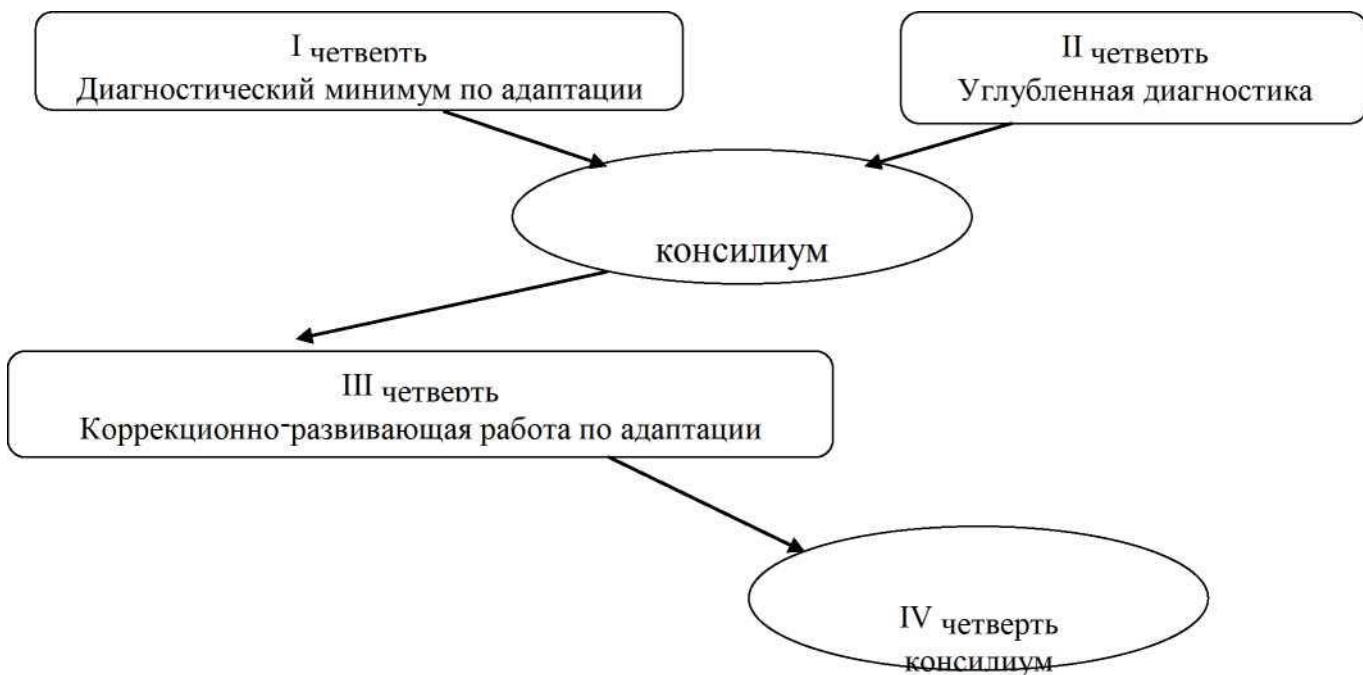 I четверть
Диагностический минимум по адаптации
II четверть
Углубленная диагностика
консилиум
III четверть
Коррекционно-развивающая работа по адаптации
IV четверть
консилиум